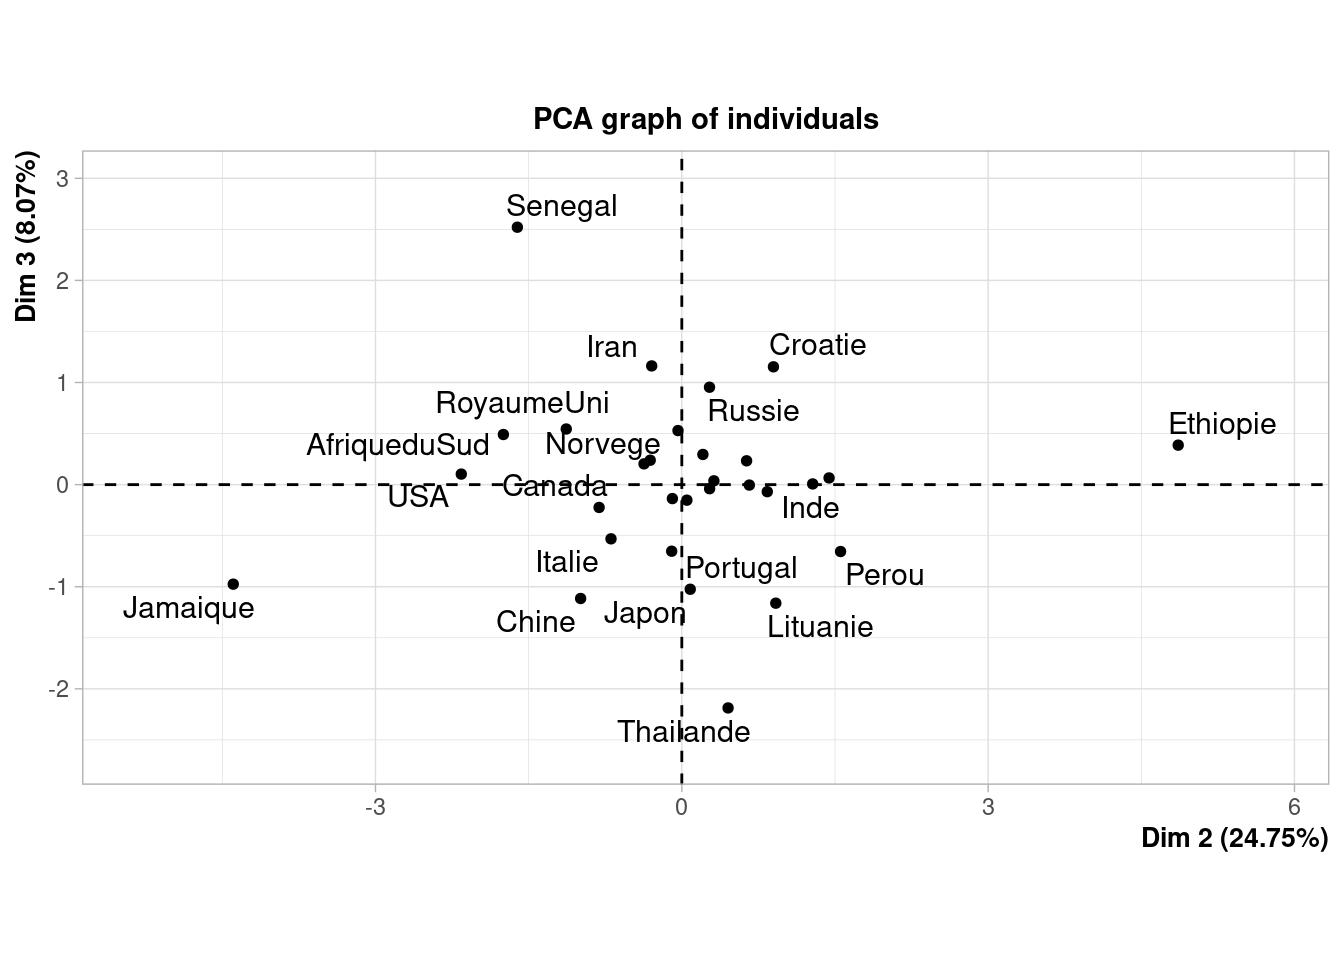 PCA graph of individuals
Dim 3 (8.07%)
3
2
1
0
-1
-2
Senegal
Iran
Croatie
RoyaumeUni
Russie
Ethiopie
AfriqueduSud
Norvege
USA
Canada
Inde
Italie
Portugal
Perou
Jamaique
Chine
Japon
Lituanie
Thailande
-3
0
3
6
Dim 2 (24.75%)